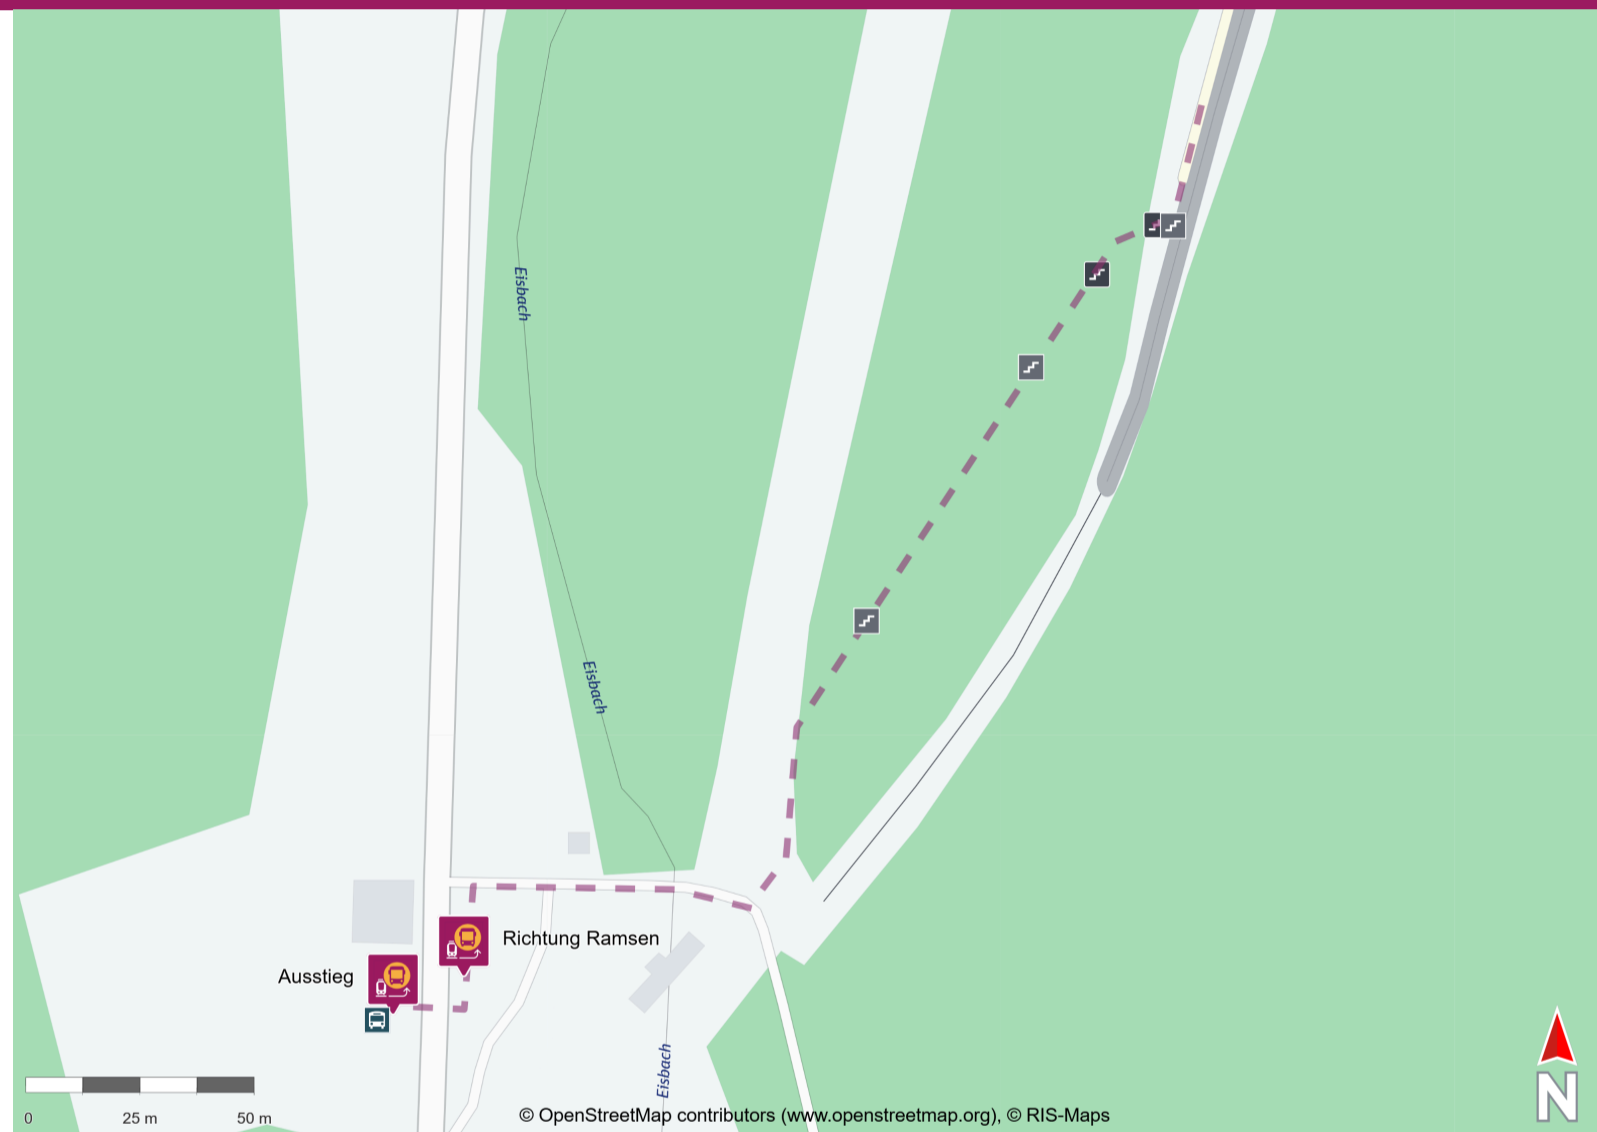 Eisbach
Eisbach
Richtung Ramsen
Ausstieg
Eisbach
0 25 m 50 m
© OpenStreetMap contributors (www.openstreetmap.org), © RIS-Maps
N